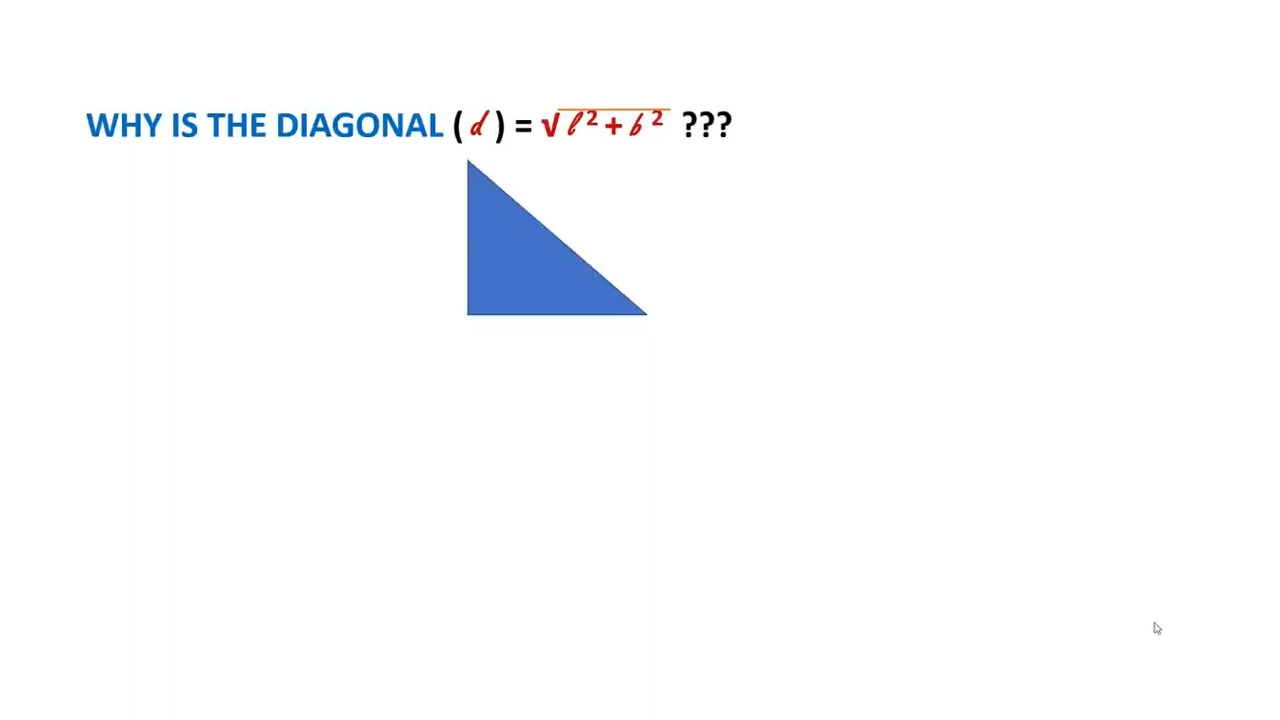 WHY IS THE DIAGONAL ( d ) = √l² + b² ???